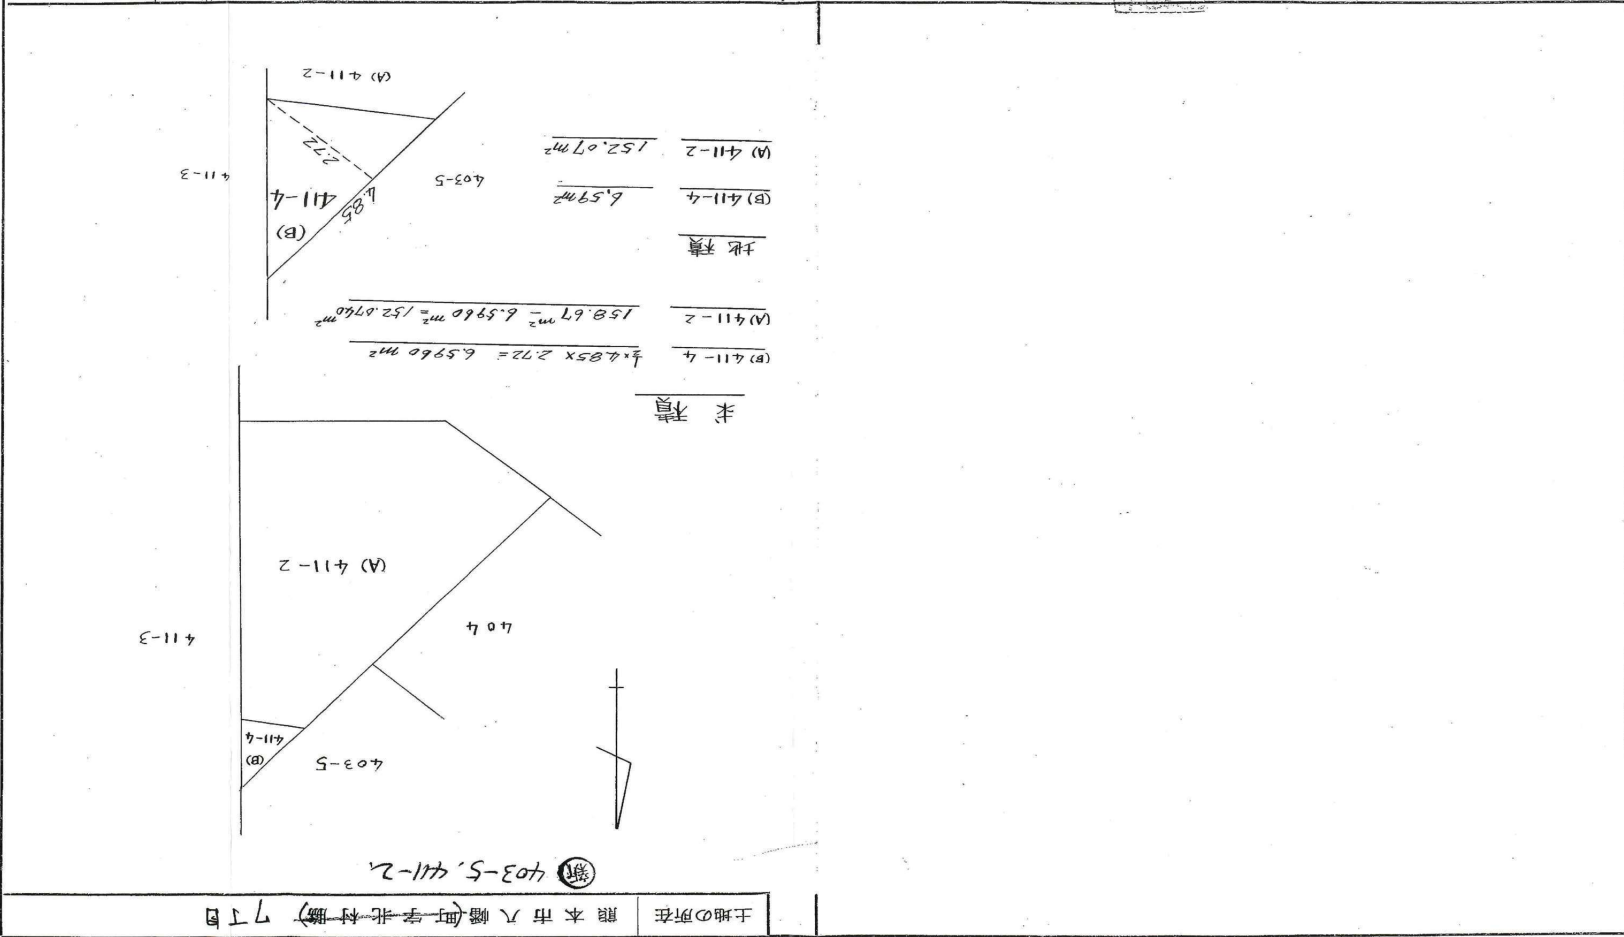 土地の所在 熊本市八幡(町字北村勝)7丁目
新 403-5. 411-2.
403-5
(B)
411-4
404
411-3
(A) 411-2
求積
(B) 411-4 ½×4.85×2.72= 6.5960m²
(A) 411-2 158.67m²-6.5960m²=152.0740m²
地積
(B) 411-4 6.59m²
(A) 411-2 152.07m²
(B)
411-4
4.85
403-5
411-3
2.72
(A) 411-2